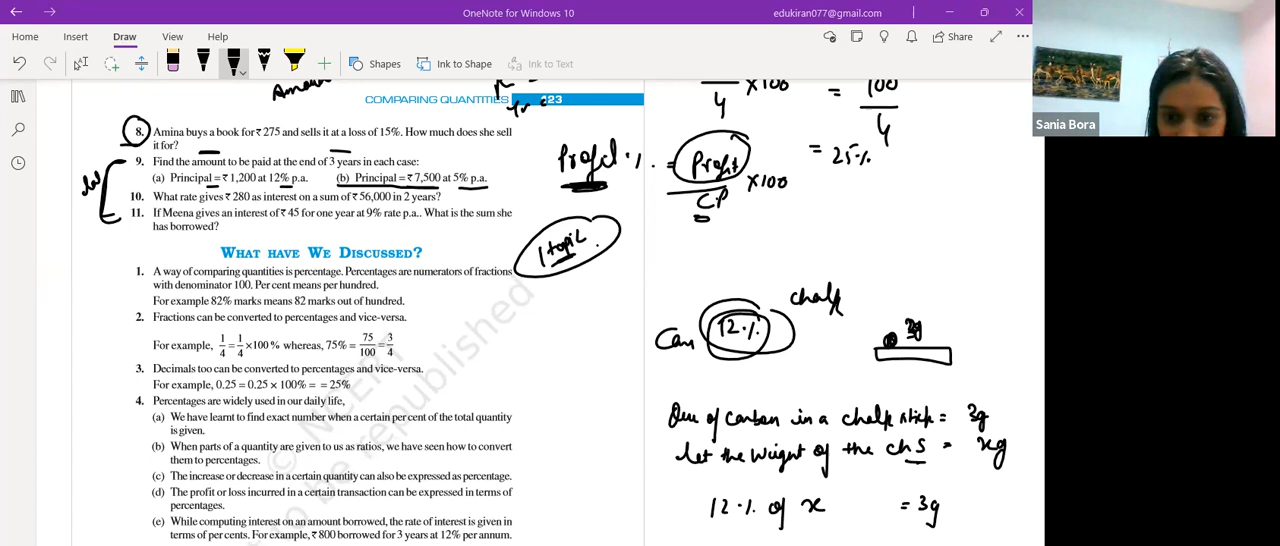 OneNote for Windows 10
edukiran077@gmail.com
Home Insert Draw View Help
Share
Shapes Ink to Shape Ink to Text
Sania Bora
COMPARING QUANTITIES 123
8. Amina buys a book for ₹ 275 and sells it at a loss of 15%. How much does she sell
it for?
9. Find the amount to be paid at the end of 3 years in each case:
(a) Principal = ₹ 1,200 at 12% p.a. (b) Principal = ₹ 7,500 at 5% p.a.
10. What rate gives ₹ 280 as interest on a sum of ₹ 56,000 in 2 years?
11. If Meena gives an interest of ₹ 45 for one year at 9% rate p.a.. What is the sum she
has borrowed?
WHAT HAVE WE DISCUSSED?
1. A way of comparing quantities is percentage. Percentages are numerators of fractions
with denominator 100. Per cent means per hundred.
For example 82% marks means 82 marks out of hundred.
2. Fractions can be converted to percentages and vice-versa.
For example, 1/4 = 1/4 ×100 % whereas, 75% = 75/100 = 3/4
3. Decimals too can be converted to percentages and vice-versa.
For example, 0.25 = 0.25 × 100% = = 25%
4. Percentages are widely used in our daily life,
(a) We have learnt to find exact number when a certain per cent of the total quantity
is given.
(b) When parts of a quantity are given to us as ratios, we have seen how to convert
them to percentages.
(c) The increase or decrease in a certain quantity can also be expressed as percentage.
(d) The profit or loss incurred in a certain transaction can be expressed in terms of
percentages.
(e) While computing interest on an amount borrowed, the rate of interest is given in
terms of per cents. For example, ₹ 800 borrowed for 3 years at 12% per annum.
© NCERT
be republished
4 ×100 = 100/4
= 25%
Profit % = Profit/C.P ×100
1 topic
chalk
Can 12% 3g
Qua of carbon in a chalk stick = 3g
let the weight of the ch S = xg
12% of x = 3g